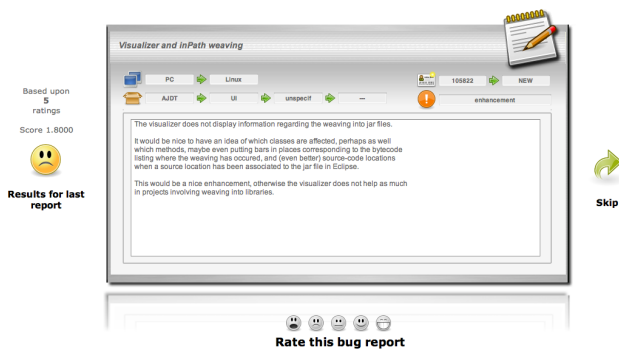 Visualizer and inPath weaving
PC Linux 105822 NEW
AJDT UI unspecif --- enhancement
The visualizer does not display information regarding the weaving into jar files.
It would be nice to have an idea of which classes are affected, perhaps as well
which methods, maybe even putting bars in places corresponding to the bytecode
listing where the weaving has occured, and (even better) source-code locations
when a source location has been associated to the jar file in Eclipse.
This would be a nice enhancement, otherwise the visualizer does not help as much
in projects involving weaving into libraries.
Based upon
5
ratings
Score 1.8000
Results for last
report
Skip
Rate this bug report